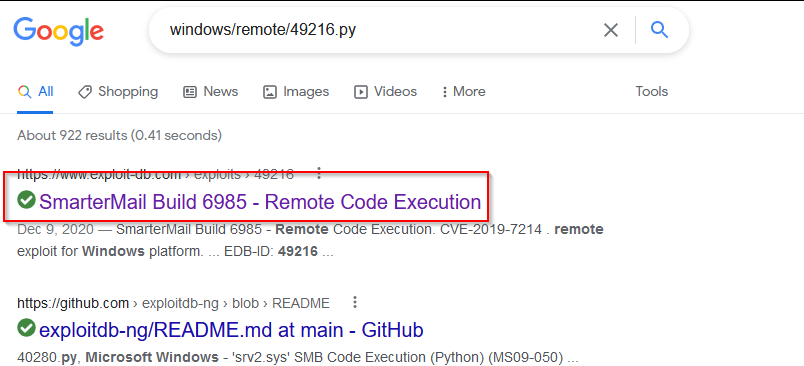 Google
windows/remote/49216.py
All Shopping News Images Videos More Tools
About 922 results (0.41 seconds)
https://www.exploit-db.com › exploits › 49216
SmarterMail Build 6985 - Remote Code Execution
Dec 9, 2020 — SmarterMail Build 6985 - Remote Code Execution. CVE-2019-7214 . remote
exploit for Windows platform. ... EDB-ID: 49216 ...
https://github.com › exploitdb-ng › blob › README
exploitdb-ng/README.md at main - GitHub
40280.py, Microsoft Windows - 'srv2.sys' SMB Code Execution (Python) (MS09-050) ...